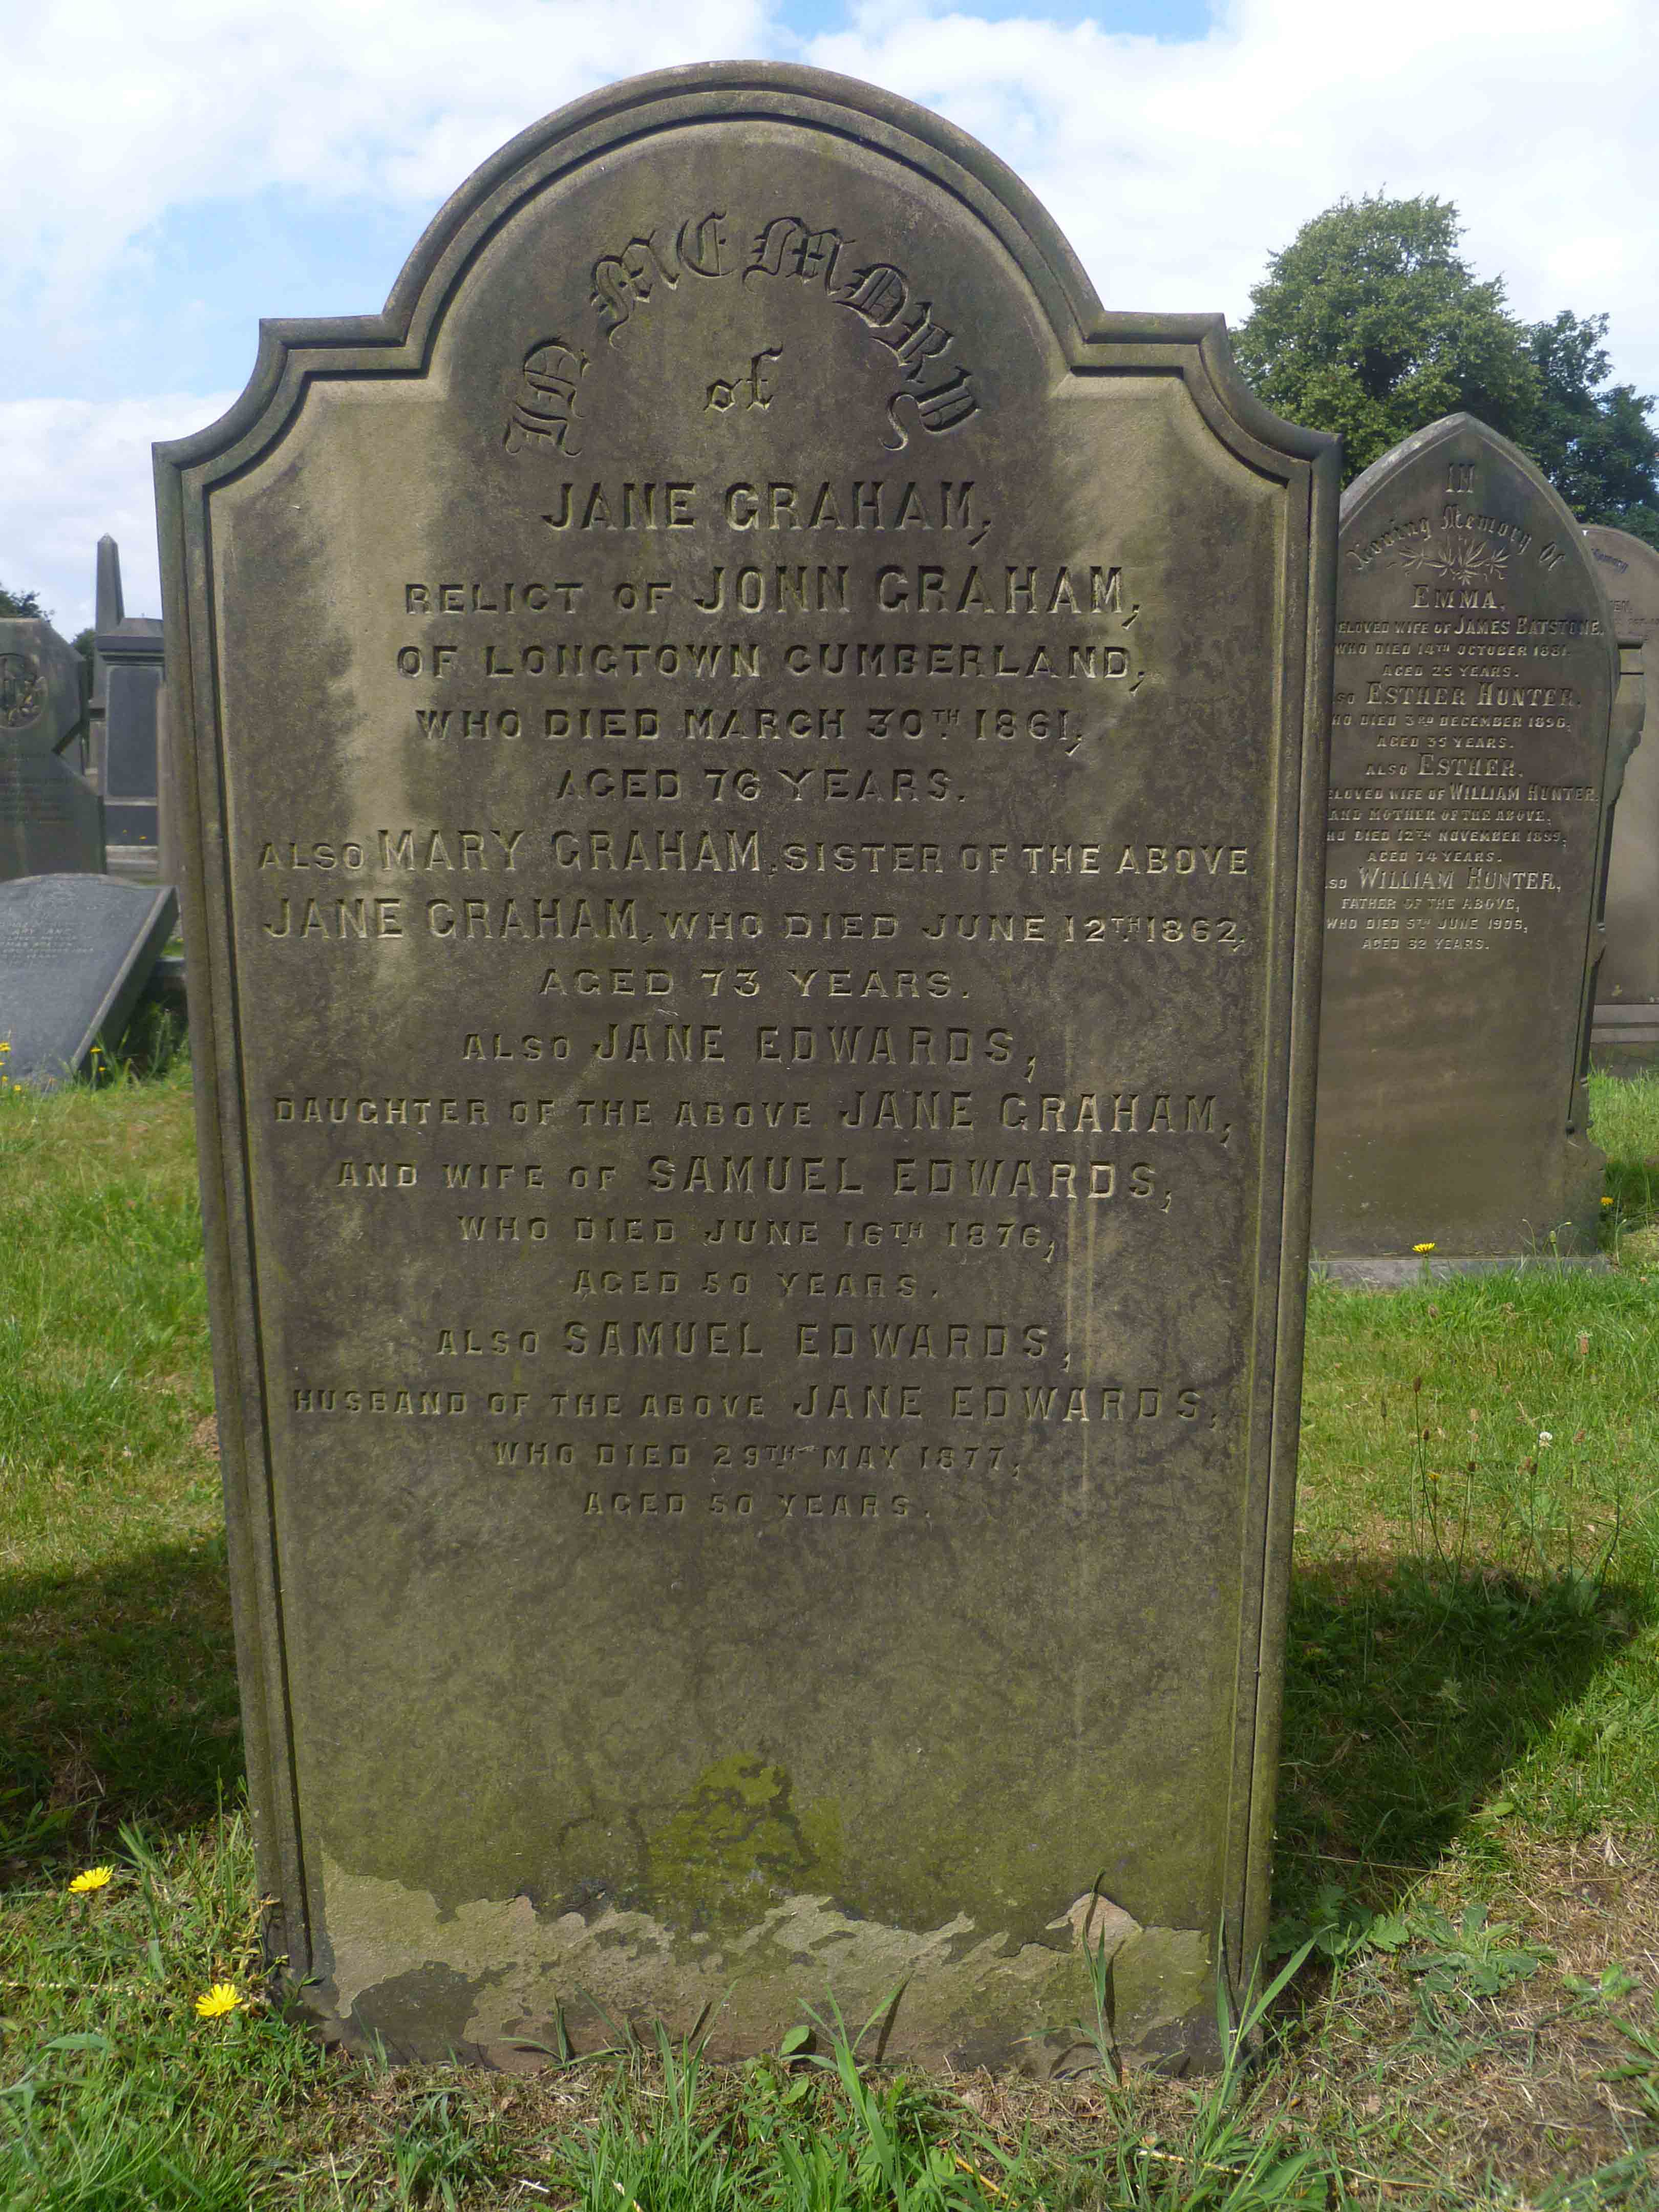 IN MEMORY
of
JANE GRAHAM,
RELICT OF JONN GRAHAM,
OF LONGTOWN CUMBERLAND,
WHO DIED MARCH 30TH 1861,
AGED 76 YEARS.
ALSO MARY GRAHAM, SISTER OF THE ABOVE
JANE GRAHAM, WHO DIED JUNE 12TH 1862,
AGED 73 YEARS.
ALSO JANE EDWARDS,
DAUGHTER OF THE ABOVE JANE GRAHAM,
AND WIFE OF SAMUEL EDWARDS,
WHO DIED JUNE 16TH 1876,
AGED 50 YEARS.
ALSO SAMUEL EDWARDS,
HUSBAND OF THE ABOVE JANE EDWARDS,
WHO DIED 29TH MAY 1877,
AGED 50 YEARS.
IN
Loving Memory Of
EMMA,
ELOVED WIFE OF JAMES BATSTONE,
WHO DIED 14TH OCTOBER 1881,
AGED 25 YEARS.
SO ESTHER HUNTER,
HO DIED 3RD DECEMBER 1896,
AGED 35 YEARS.
ALSO ESTHER,
ELOVED WIFE OF WILLIAM HUNTER,
AND MOTHER OF THE ABOVE,
HO DIED 12TH NOVEMBER 1899,
AGED 74 YEARS.
SO WILLIAM HUNTER,
FATHER OF THE ABOVE,
WHO DIED 5TH JUNE 1906,
AGED 82 YEARS.